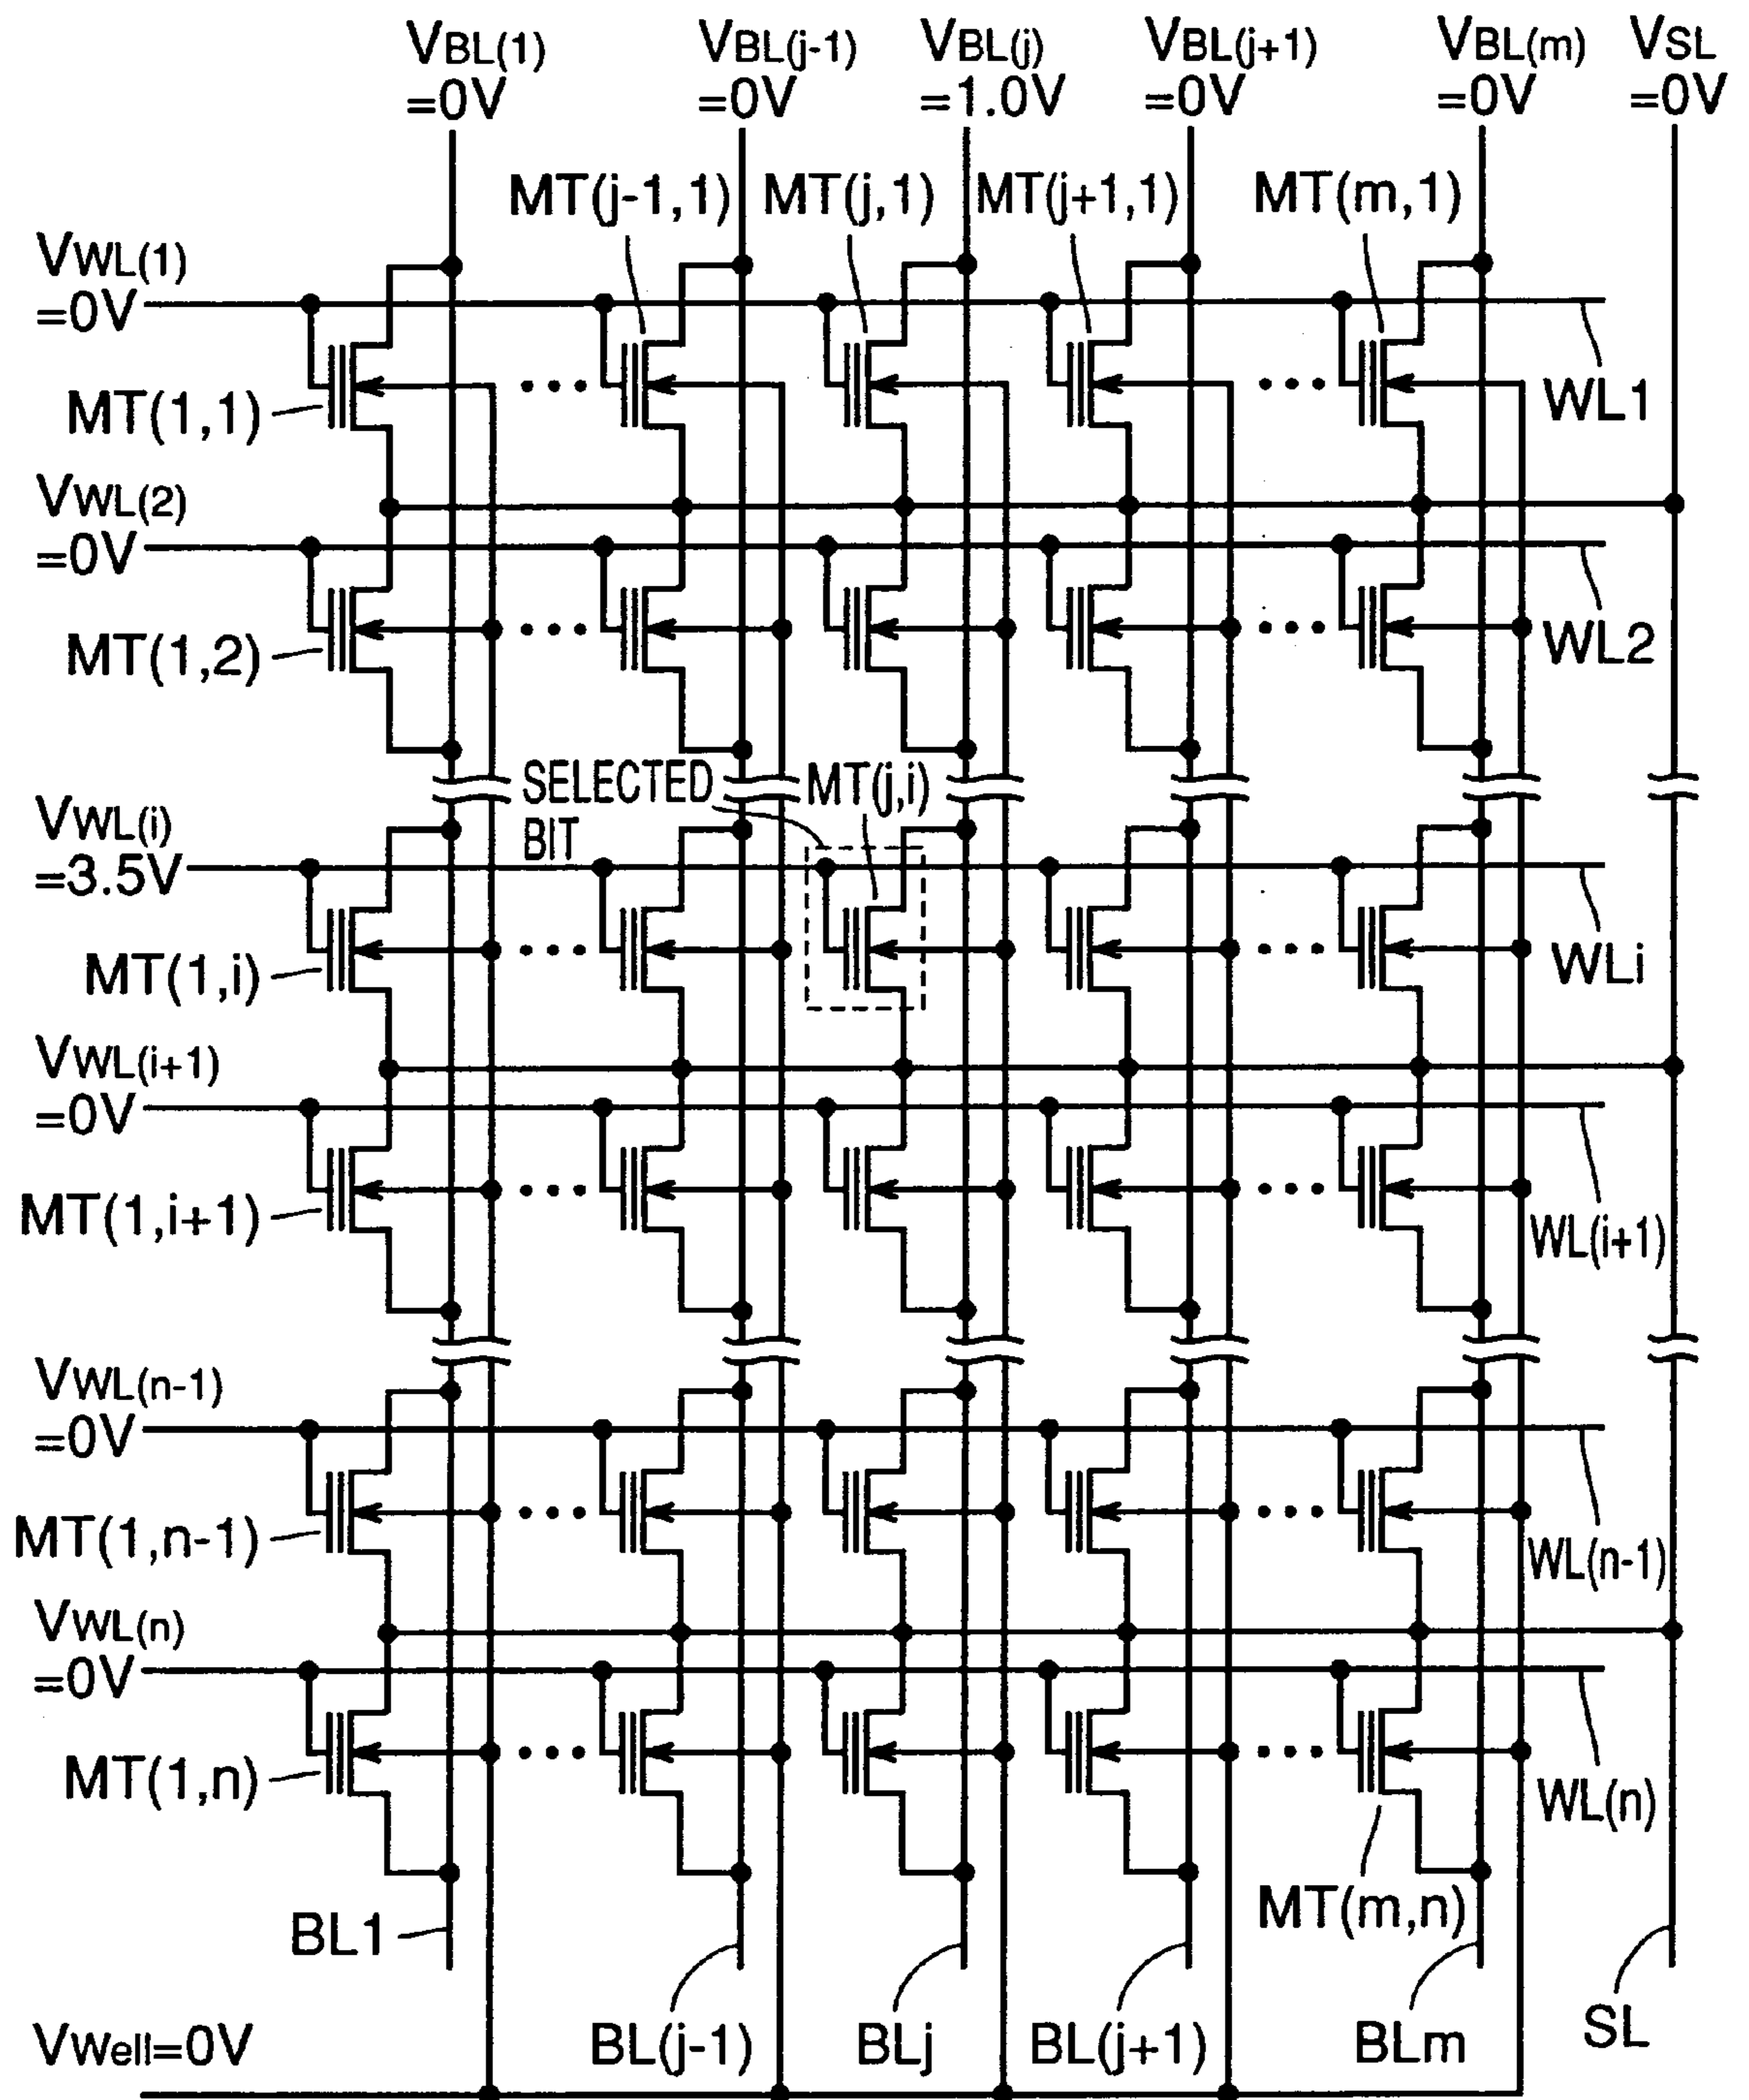 VBL(1) VBL(j-1) VBL(j) VBL(j+1) VBL(m) VSL
=0V =0V =1.0V =0V =0V =0V
MT(j-1,1) MT(j,1) MT(j+1,1) MT(m,1)
VWL(1)
=0V
MT(1,1) WL1
VWL(2)
=0V
MT(1,2) WL2
SELECTED MT(j,i)
BIT
VWL(i)
=3.5V
MT(1,i) WLi
VWL(i+1)
=0V
MT(1,i+1) WL(i+1)
VWL(n-1)
=0V
MT(1,n-1) WL(n-1)
VWL(n)
=0V
MT(1,n) WL(n)
MT(m,n)
BL1
BL(j-1) BLj BL(j+1) BLm SL
VWell=0V